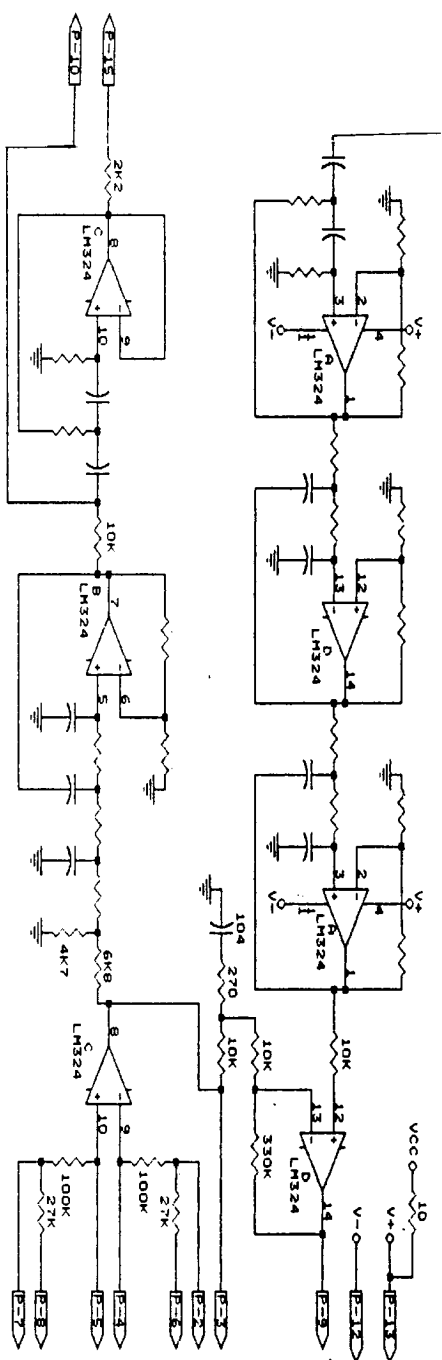 VCC
10
V+
P-13
V-
P-12
V+
4
2
3
1
11
V-
A
LM324
12
13
14
D
LM324
V+
4
2
3
1
11
V-
A
LM324
10K
12
13
14
D
LM324
P-9
10K
330K
104
270
10K
P-3
P-2
P-6
27K
100K
P-4
P-5
100K
27K
P-8
P-7
9
10
8
C
LM324
6K8
4K7
6
5
7
B
LM324
10K
9
10
8
C
LM324
2K2
P-15
P-10